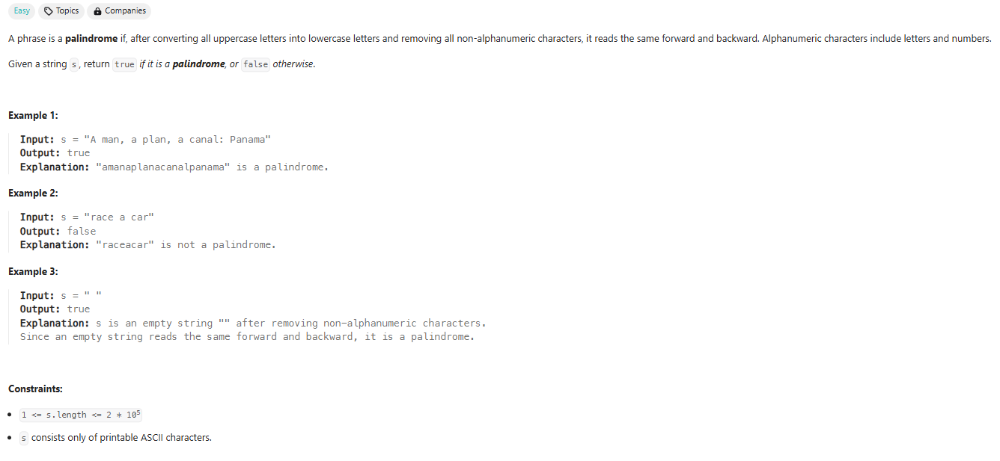 Easy Topics Companies
A phrase is a palindrome if, after converting all uppercase letters into lowercase letters and removing all non-alphanumeric characters, it reads the same forward and backward. Alphanumeric characters include letters and numbers.
Given a string s, return true if it is a palindrome, or false otherwise.
Example 1:
Input: s = "A man, a plan, a canal: Panama"
Output: true
Explanation: "amanaplanacanalpanama" is a palindrome.
Example 2:
Input: s = "race a car"
Output: false
Explanation: "raceacar" is not a palindrome.
Example 3:
Input: s = " "
Output: true
Explanation: s is an empty string "" after removing non-alphanumeric characters.
Since an empty string reads the same forward and backward, it is a palindrome.
Constraints:
• 1 <= s.length <= 2 * 10⁵
• s consists only of printable ASCII characters.